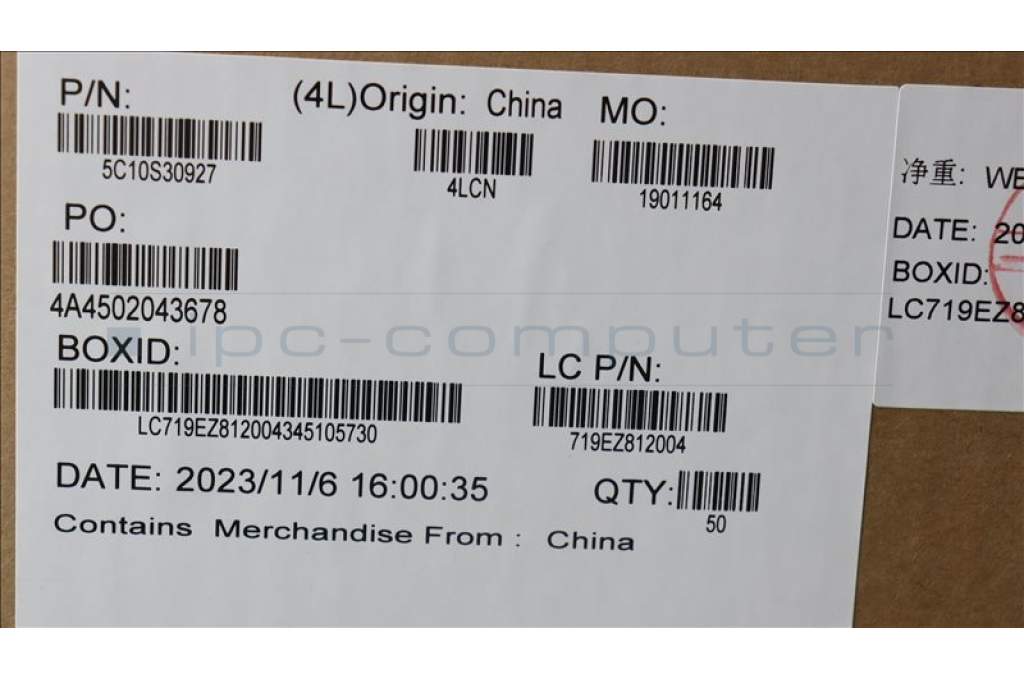 P/N: (4L)Origin: China MO:
5C10S30927 4LCN 19011164
PO:
4A4502043678
BOXID: LC P/N:
LC719EZ812004345105730 719EZ812004
DATE: 2023/11/6 16:00:35 QTY:
50
Contains Merchandise From : China
净重: WE
DATE: 20
BOXID:
LC719EZ8
ipc-computer